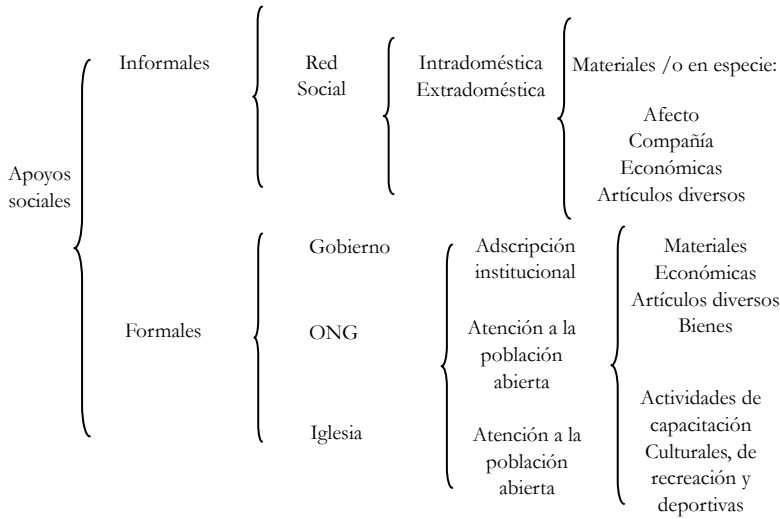 Apoyos
sociales
Informales
Red
Social
Intradoméstica
Extradoméstica
Materiales /o en especie:
Afecto
Compañía
Económicas
Artículos diversos
Formales
Gobierno
ONG
Iglesia
Adscripción
institucional
Atención a la
población
abierta
Atención a la
población
abierta
Materiales
Económicas
Artículos diversos
Bienes
Actividades de
capacitación
Culturales, de
recreación y
deportivas